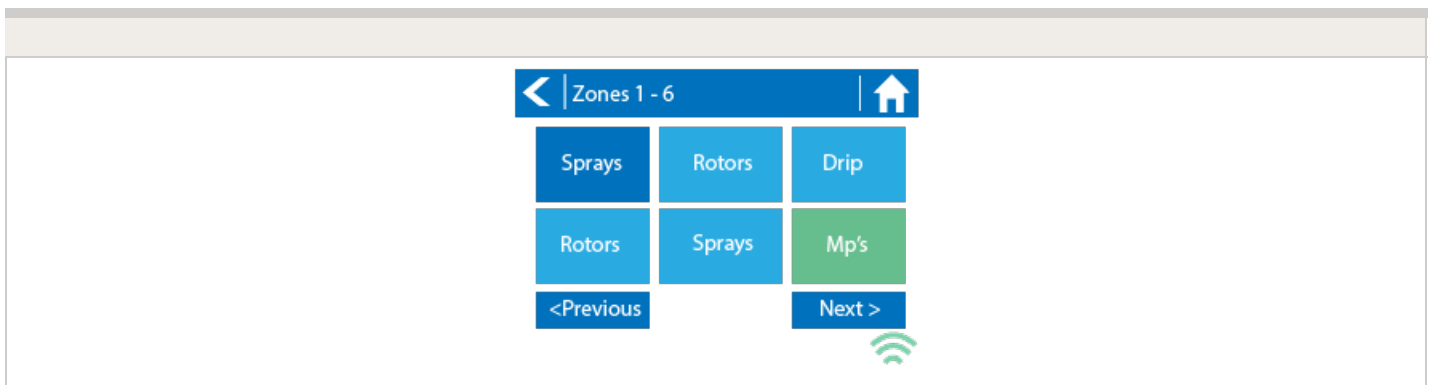 Zones 1 - 6
Sprays Rotors Drip
Rotors Sprays Mp's
<Previous Next >